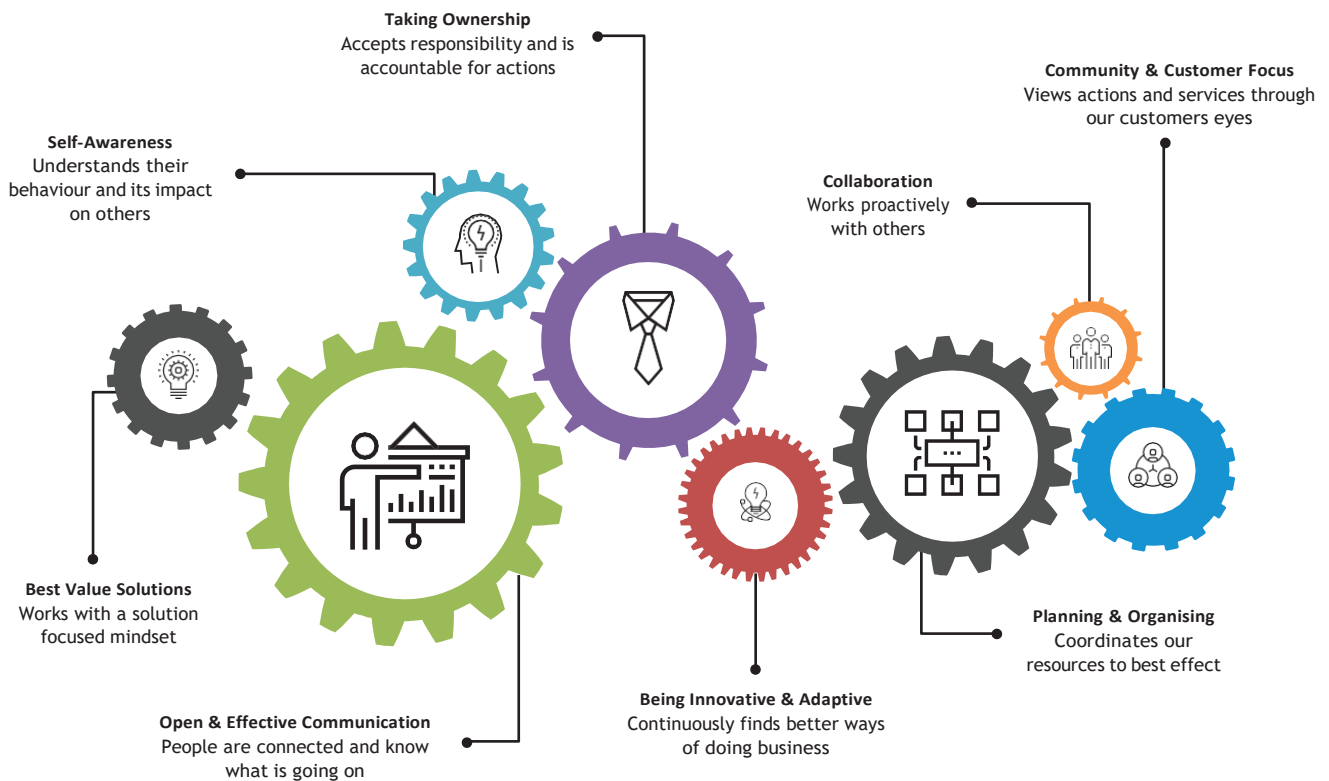 Taking Ownership
Accepts responsibility and is
accountable for actions
Community & Customer Focus
Views actions and services through
our customers eyes
Self-Awareness
Understands their
behaviour and its impact
on others
Collaboration
Works proactively
with others
Best Value Solutions
Works with a solution
focused mindset
Planning & Organising
Coordinates our
resources to best effect
Being Innovative & Adaptive
Continuously finds better ways
of doing business
Open & Effective Communication
People are connected and know
what is going on